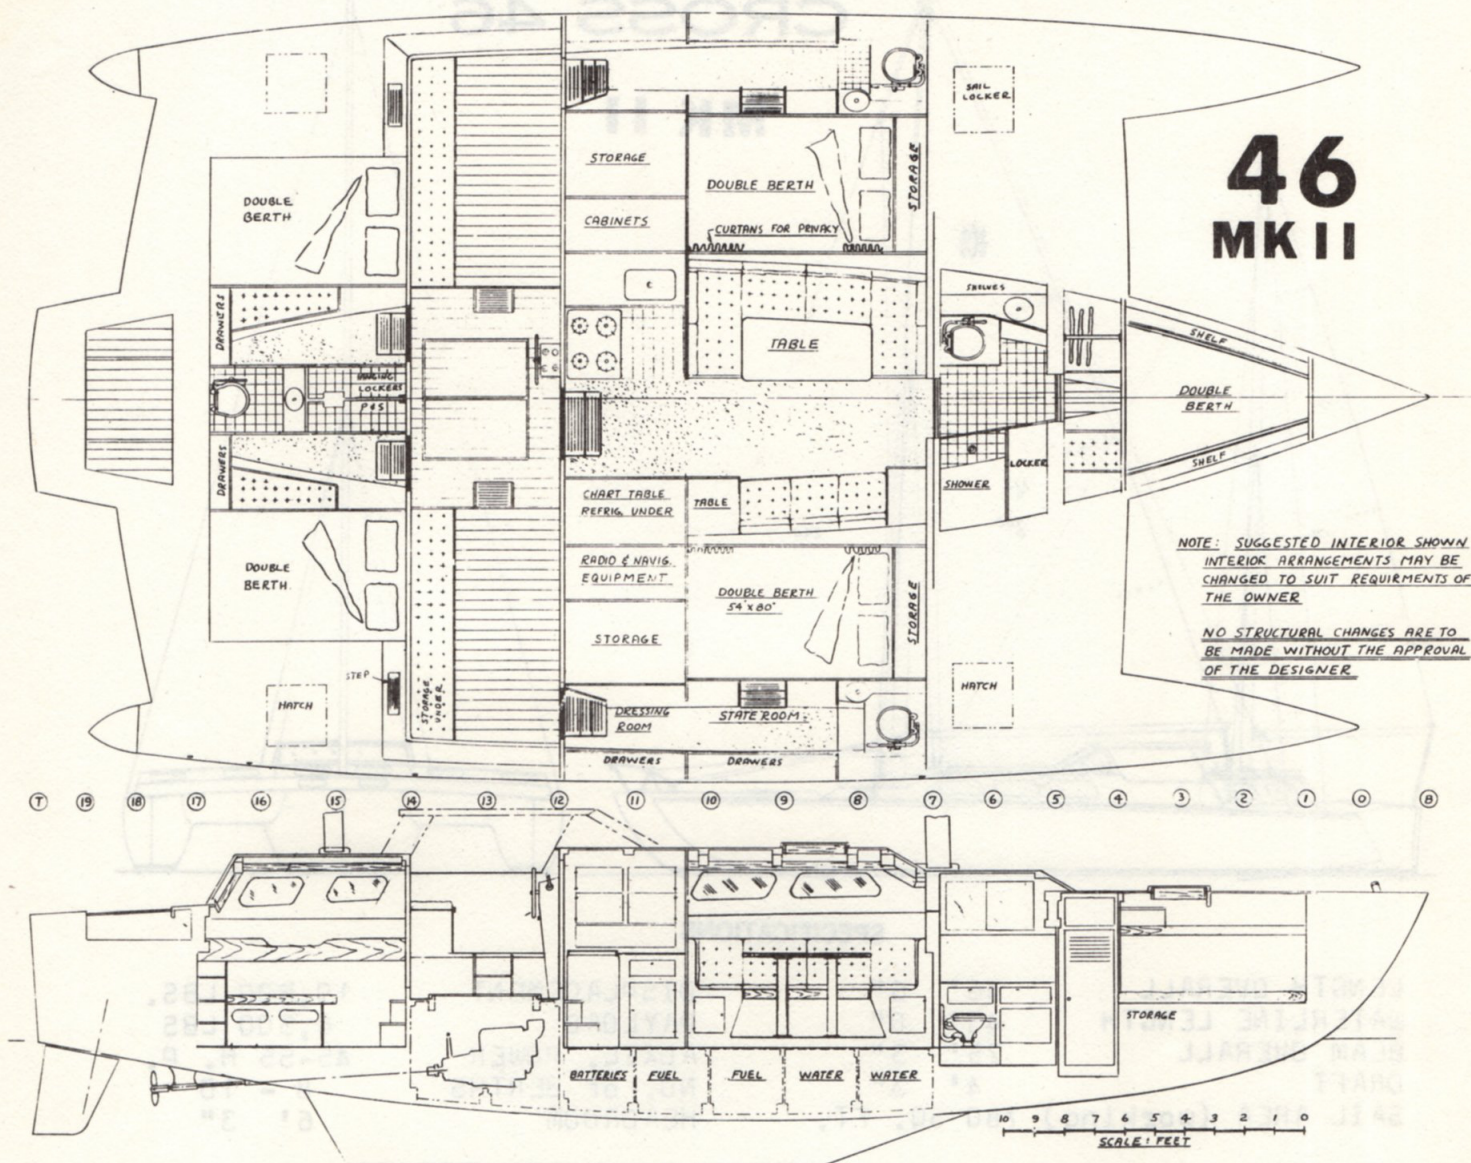 46
MK II
SAIL
LOCKER
STORAGE
DOUBLE BERTH
STORAGE
CABINETS
CURTANS FOR PRIVAKY
DOUBLE
BERTH
DRAWERS
SHELVES
TABLE
SHELF
LOCKERS
P & S
DOUBLE
BERTH
DRAWERS
SHELF
LOCKER
SHOWER
CHART TABLE
REFRIG. UNDER
TABLE
RADIO & NAVIG.
EQUIPMENT
DOUBLE BERTH
54"x80"
DOUBLE
BERTH
STORAGE
STORAGE
STEP
HATCH
STORAGE
UNDER
DRESSING
ROOM
STATE ROOM
HATCH
DRAWERS
DRAWERS
NOTE: SUGGESTED INTERIOR SHOWN
INTERIOR ARRANGEMENTS MAY BE
CHANGED TO SUIT REQUIRMENTS OF
THE OWNER
NO STRUCTURAL CHANGES ARE TO
BE MADE WITHOUT THE APPROVAL
OF THE DESIGNER
T 19 18 17 16 15 14 13 12 11 10 9 8 7 6 5 4 3 2 1 0 B
STORAGE
BATTERIES FUEL FUEL WATER WATER
10 9 8 7 6 5 4 3 2 1 0
SCALE: FEET